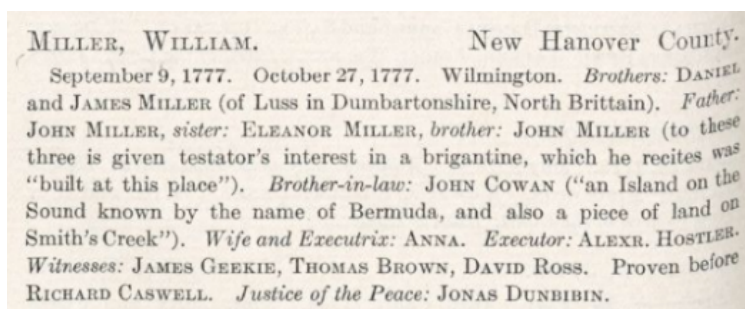 MILLER, WILLIAM. New Hanover County.
September 9, 1777. October 27, 1777. Wilmington. Brothers: DANIEL
and JAMES MILLER (of Luss in Dumbartonshire, North Brittain). Father:
JOHN MILLER, sister: ELEANOR MILLER, brother: JOHN MILLER (to these
three is given testator's interest in a brigantine, which he recites was
"built at this place"). Brother-in-law: JOHN COWAN ("an Island on the
Sound known by the name of Bermuda, and also a piece of land on
Smith's Creek"). Wife and Executrix: ANNA. Executor: ALEXR. HOSTLER.
Witnesses: JAMES GEEKIE, THOMAS BROWN, DAVID ROSS. Proven before
RICHARD CASWELL. Justice of the Peace: JONAS DUNBIBIN.